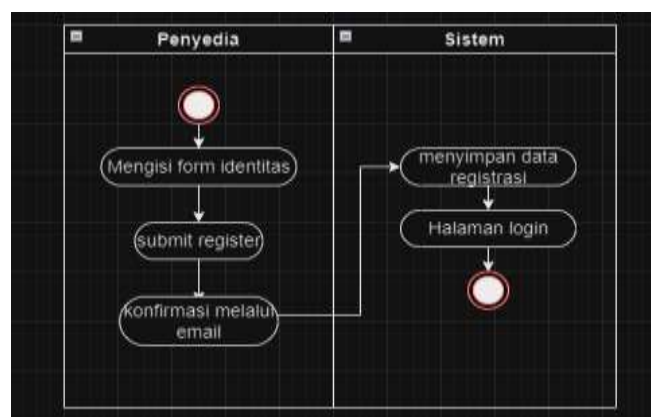 Penyedia
Sistem
Mengisi form identitas
submit register
konfirmasi melalui
email
menyimpan data
registrasi
Halaman login